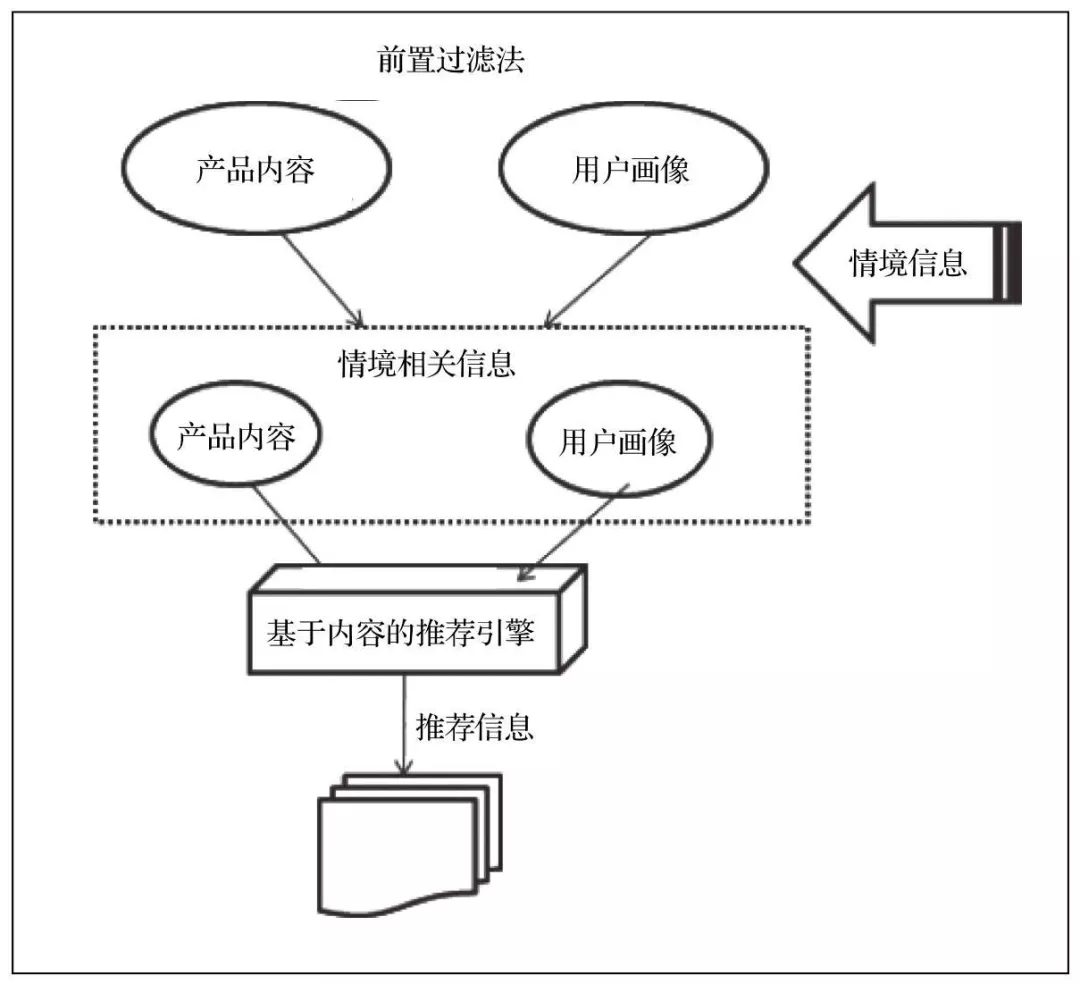 前置过滤法
产品内容
用户画像
情境信息
情境相关信息
产品内容
用户画像
基于内容的推荐引擎
推荐信息